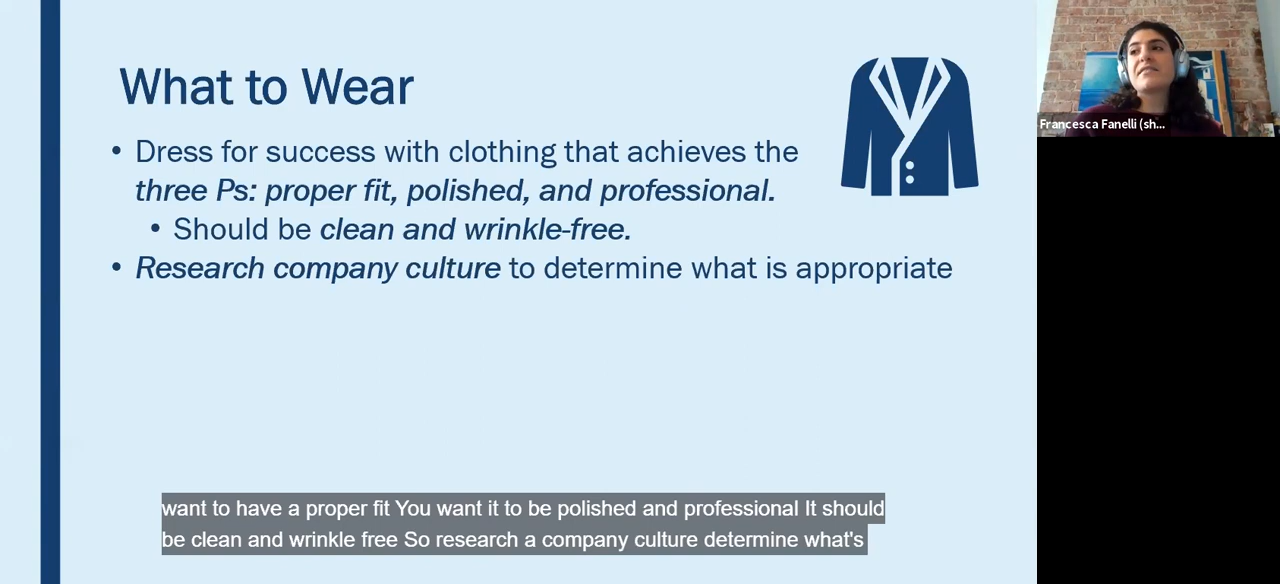 What to Wear
• Dress for success with clothing that achieves the
three Ps: proper fit, polished, and professional.
• Should be clean and wrinkle-free.
• Research company culture to determine what is appropriate
Francesca Fanelli (sh...
want to have a proper fit You want it to be polished and professional It should
be clean and wrinkle free So research a company culture determine what's